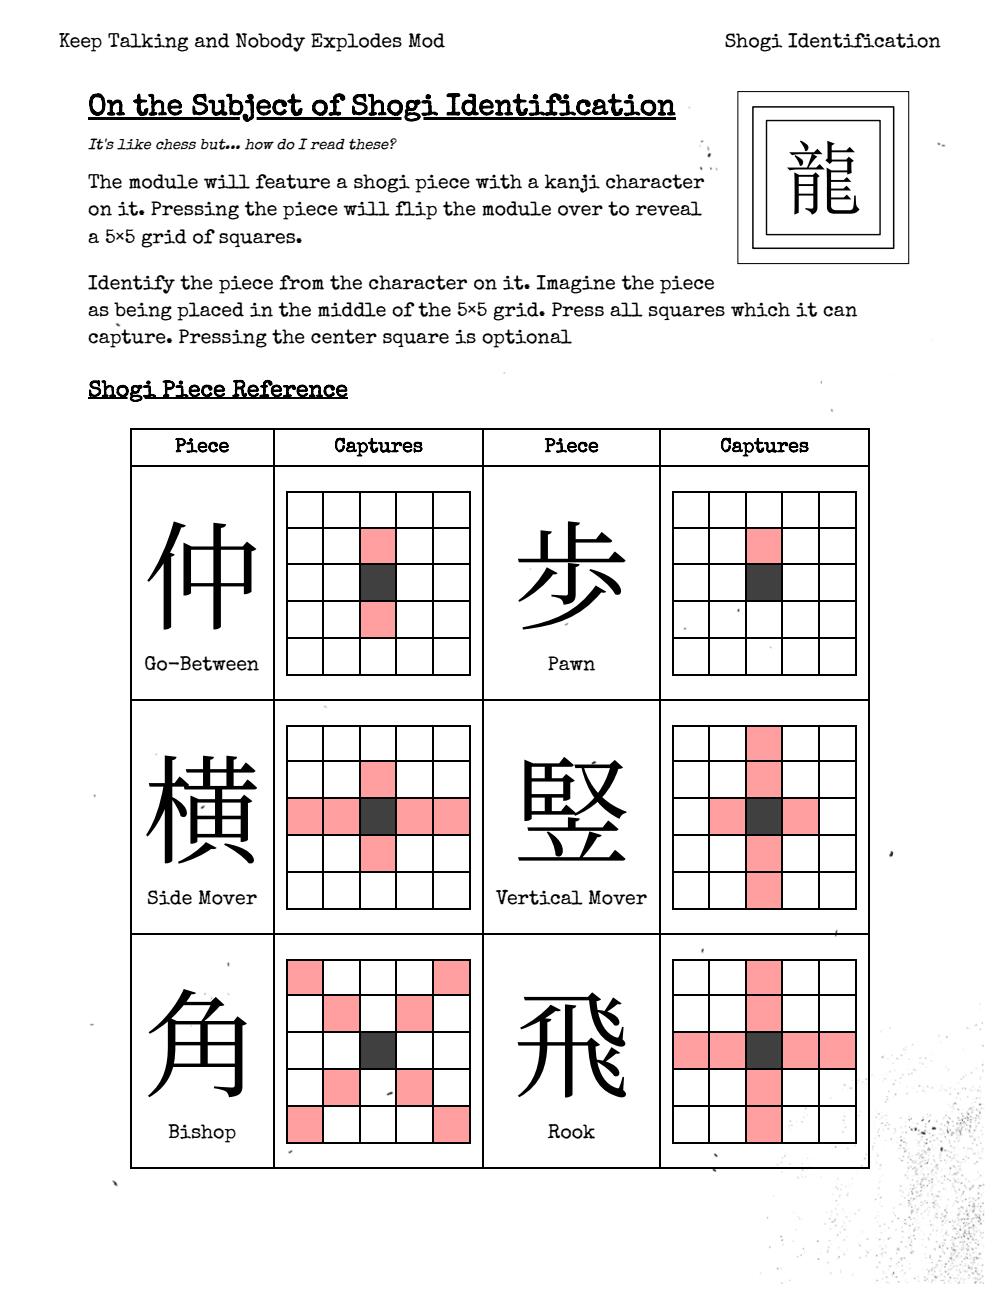 Keep Talking and Nobody Explodes Mod
Shogi Identification
On the Subject of Shogi Identification
龍
It's like chess but... how do I read these?
The module will feature a shogi piece with a kanji character
on it. Pressing the piece will flip the module over to reveal
a 5×5 grid of squares.
Identify the piece from the character on it. Imagine the piece
as being placed in the middle of the 5×5 grid. Press all squares which it can
capture. Pressing the center square is optional
Shogi Piece Reference
Piece
Captures
Piece
Captures
仲
Go-Between
歩
Pawn
横
Side Mover
竪
Vertical Mover
角
Bishop
飛
Rook